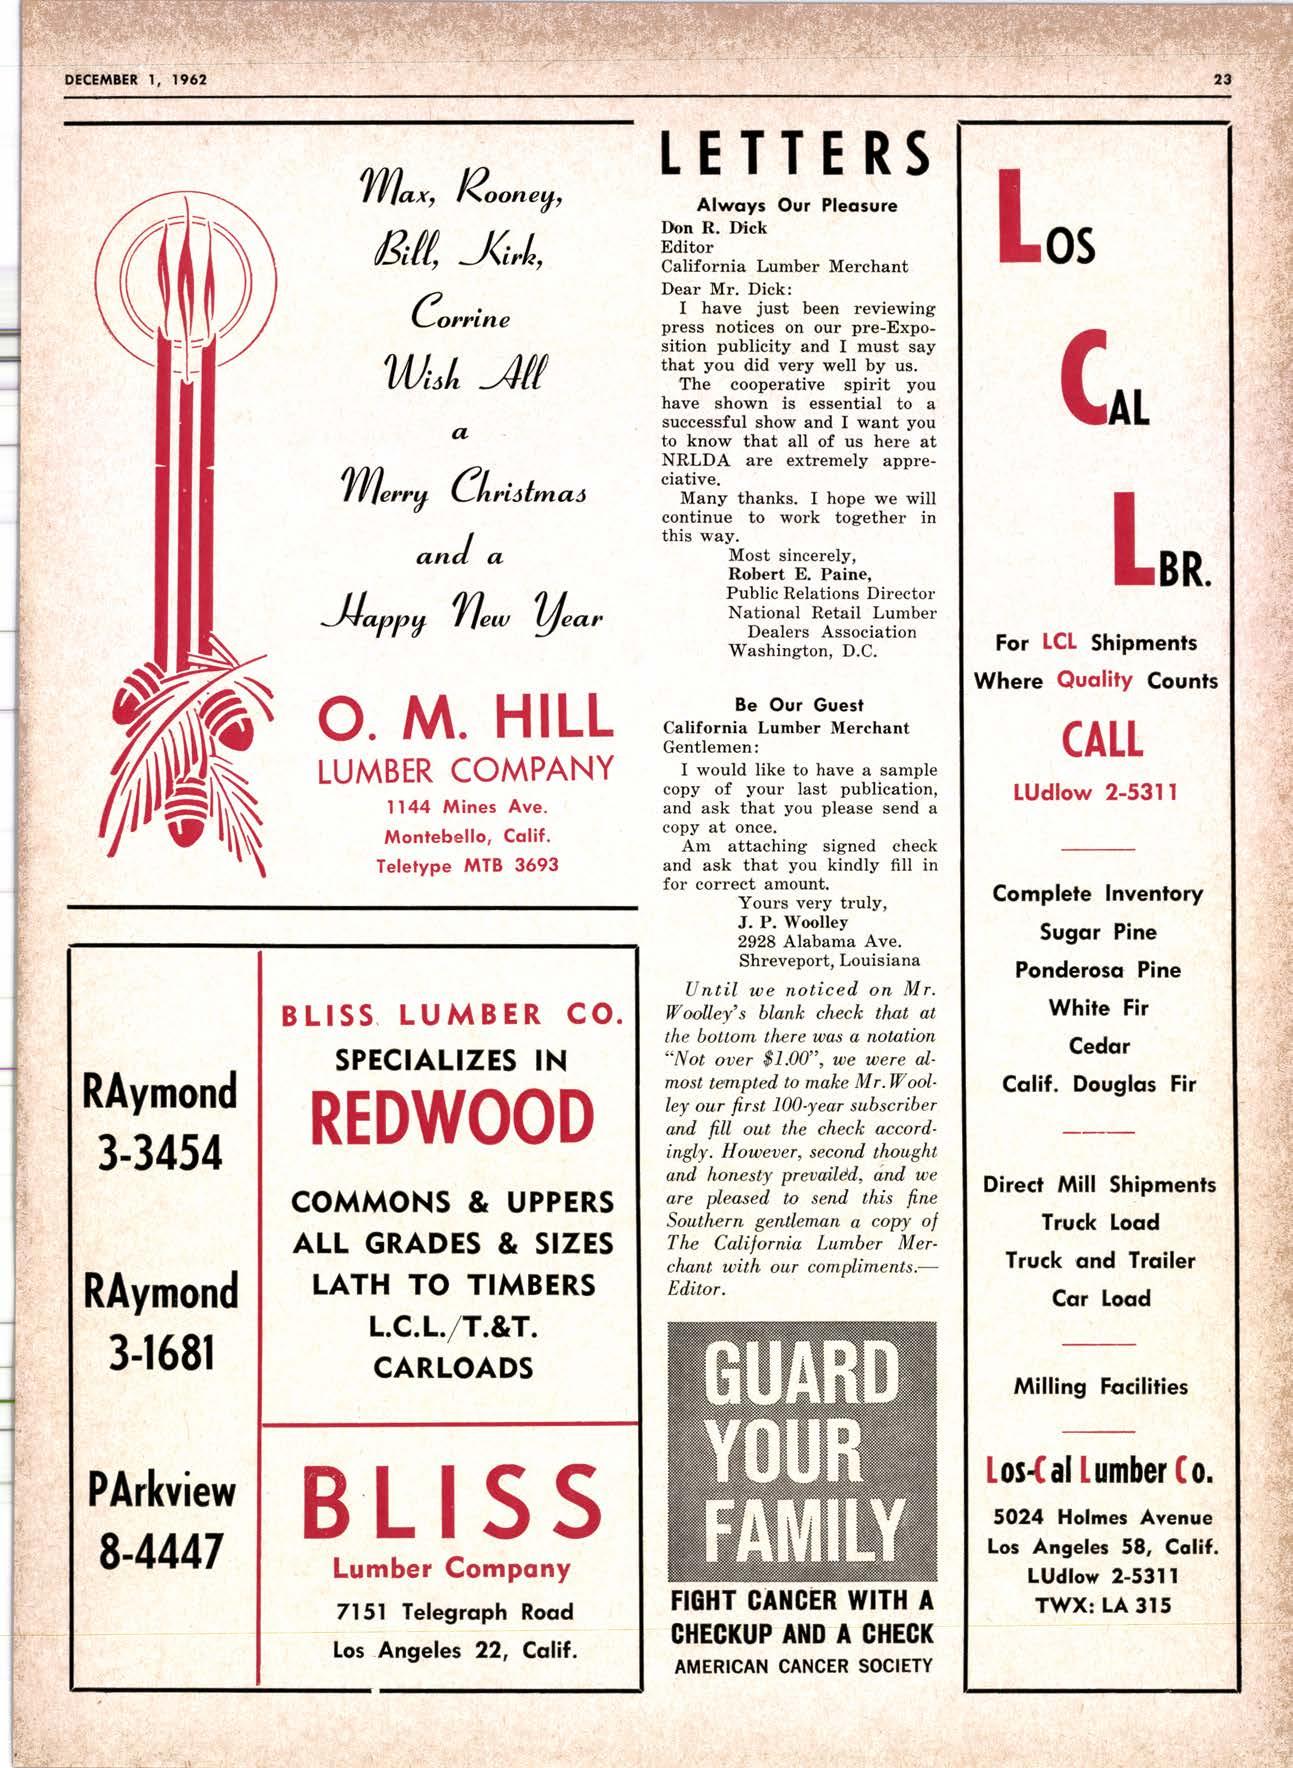 DECEMBER 1, 1962
23
Max, Rooney,
Bill, Kirk,
Corrine
Wish All
a
Merry Christmas
and a
Happy New Year
O. M. HILL
LUMBER COMPANY
1144 Mines Ave.
Montebello, Calif.
Teletype MTB 3693
RAymond
3-3454
RAymond
3-1681
PArkview
8-4447
BLISS LUMBER CO.
SPECIALIZES IN
REDWOOD
COMMONS & UPPERS
ALL GRADES & SIZES
LATH TO TIMBERS
L.C.L./T.&T.
CARLOADS
BLISS
Lumber Company
7151 Telegraph Road
Los Angeles 22, Calif.
LETTERS
Always Our Pleasure
Don R. Dick
Editor
California Lumber Merchant
Dear Mr. Dick:
I have just been reviewing
press notices on our pre-Expo-
sition publicity and I must say
that you did very well by us.
The cooperative spirit you
have shown is essential to a
successful show and I want you
to know that all of us here at
NRLDA are extremely appre-
ciative.
Many thanks. I hope we will
continue to work together in
this way.
Most sincerely,
Robert E. Paine,
Public Relations Director
National Retail Lumber
Dealers Association
Washington, D.C.
Be Our Guest
California Lumber Merchant
Gentlemen:
I would like to have a sample
copy of your last publication,
and ask that you please send a
copy at once.
Am attaching signed check
and ask that you kindly fill in
for correct amount.
Yours very truly,
J. P. Woolley
2928 Alabama Ave.
Shreveport, Louisiana
Until we noticed on Mr.
Woolley's blank check that at
the bottom there was a notation
"Not over $1.00", we were al-
most tempted to make Mr. Wool-
ley our first 100-year subscriber
and fill out the check accord-
ingly. However, second thought
and honesty prevailed, and we
are pleased to send this fine
Southern gentleman a copy of
The California Lumber Mer-
chant with our compliments.—
Editor.
GUARD
YOUR
FAMILY
FIGHT CANCER WITH A
CHECKUP AND A CHECK
AMERICAN CANCER SOCIETY
LOS
CAL
LBR.
For LCL Shipments
Where Quality Counts
CALL
LUdlow 2-5311
Complete Inventory
Sugar Pine
Ponderosa Pine
White Fir
Cedar
Calif. Douglas Fir
Direct Mill Shipments
Truck Load
Truck and Trailer
Car Load
Milling Facilities
Los-Cal Lumber Co.
5024 Holmes Avenue
Los Angeles 58, Calif.
LUdlow 2-5311
TWX: LA 315